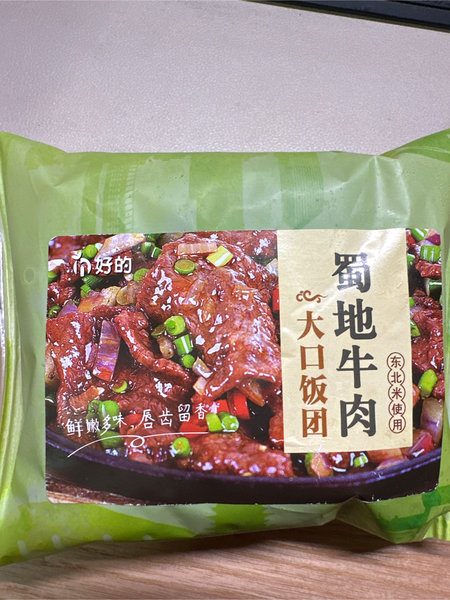 好的
蜀地牛肉
大口饭团
东北米使用
鲜嫩多味·唇齿留香